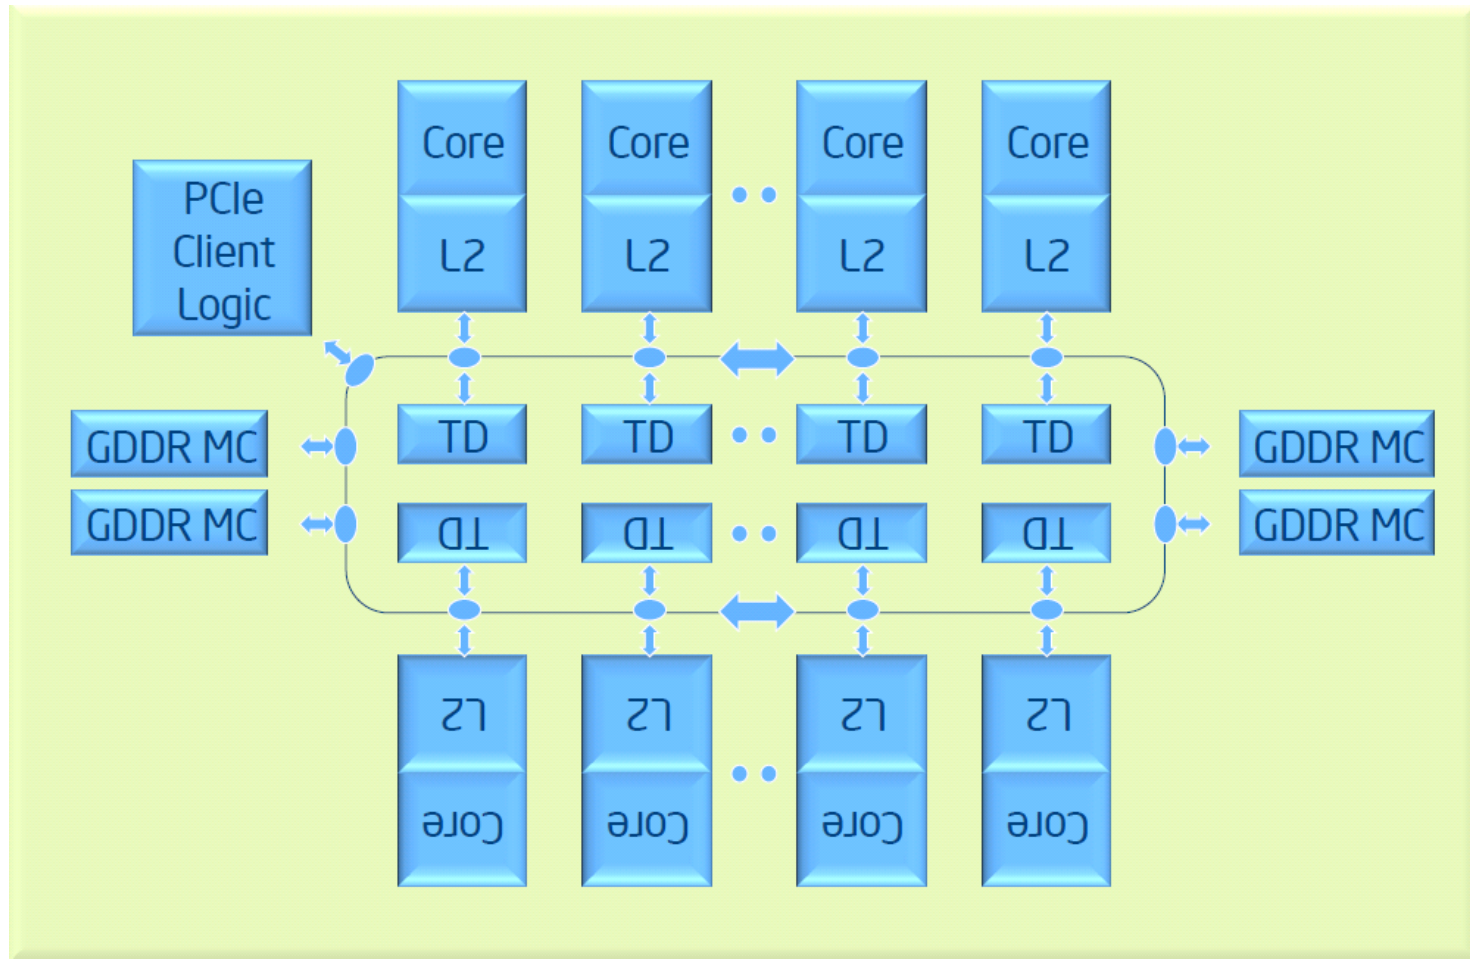 Core Core Core Core
PCIe
Client
Logic
L2 L2 L2 L2
GDDR MC TD TD TD TD GDDR MC
GDDR MC TD TD TD TD GDDR MC
L2 L2 L2 L2
Core Core Core Core